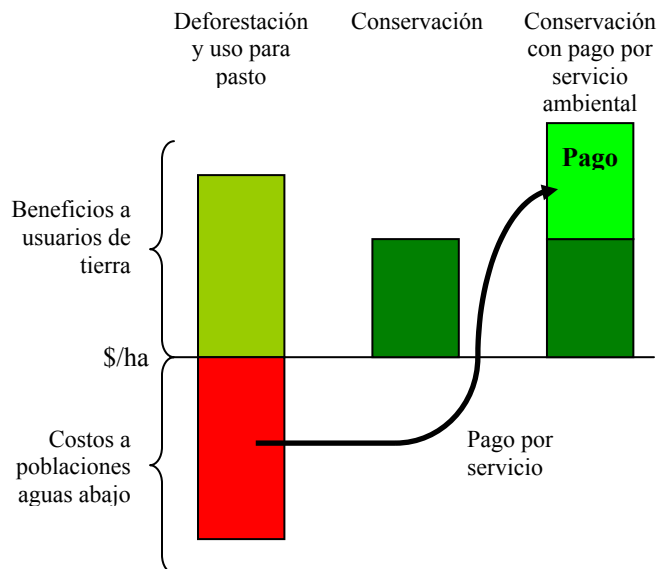 Deforestación
y uso para
pasto
Conservación
Conservación
con pago por
servicio
ambiental
Pago
Beneficios a
usuarios de
tierra
$/ha
Costos a
poblaciones
aguas abajo
Pago por
servicio